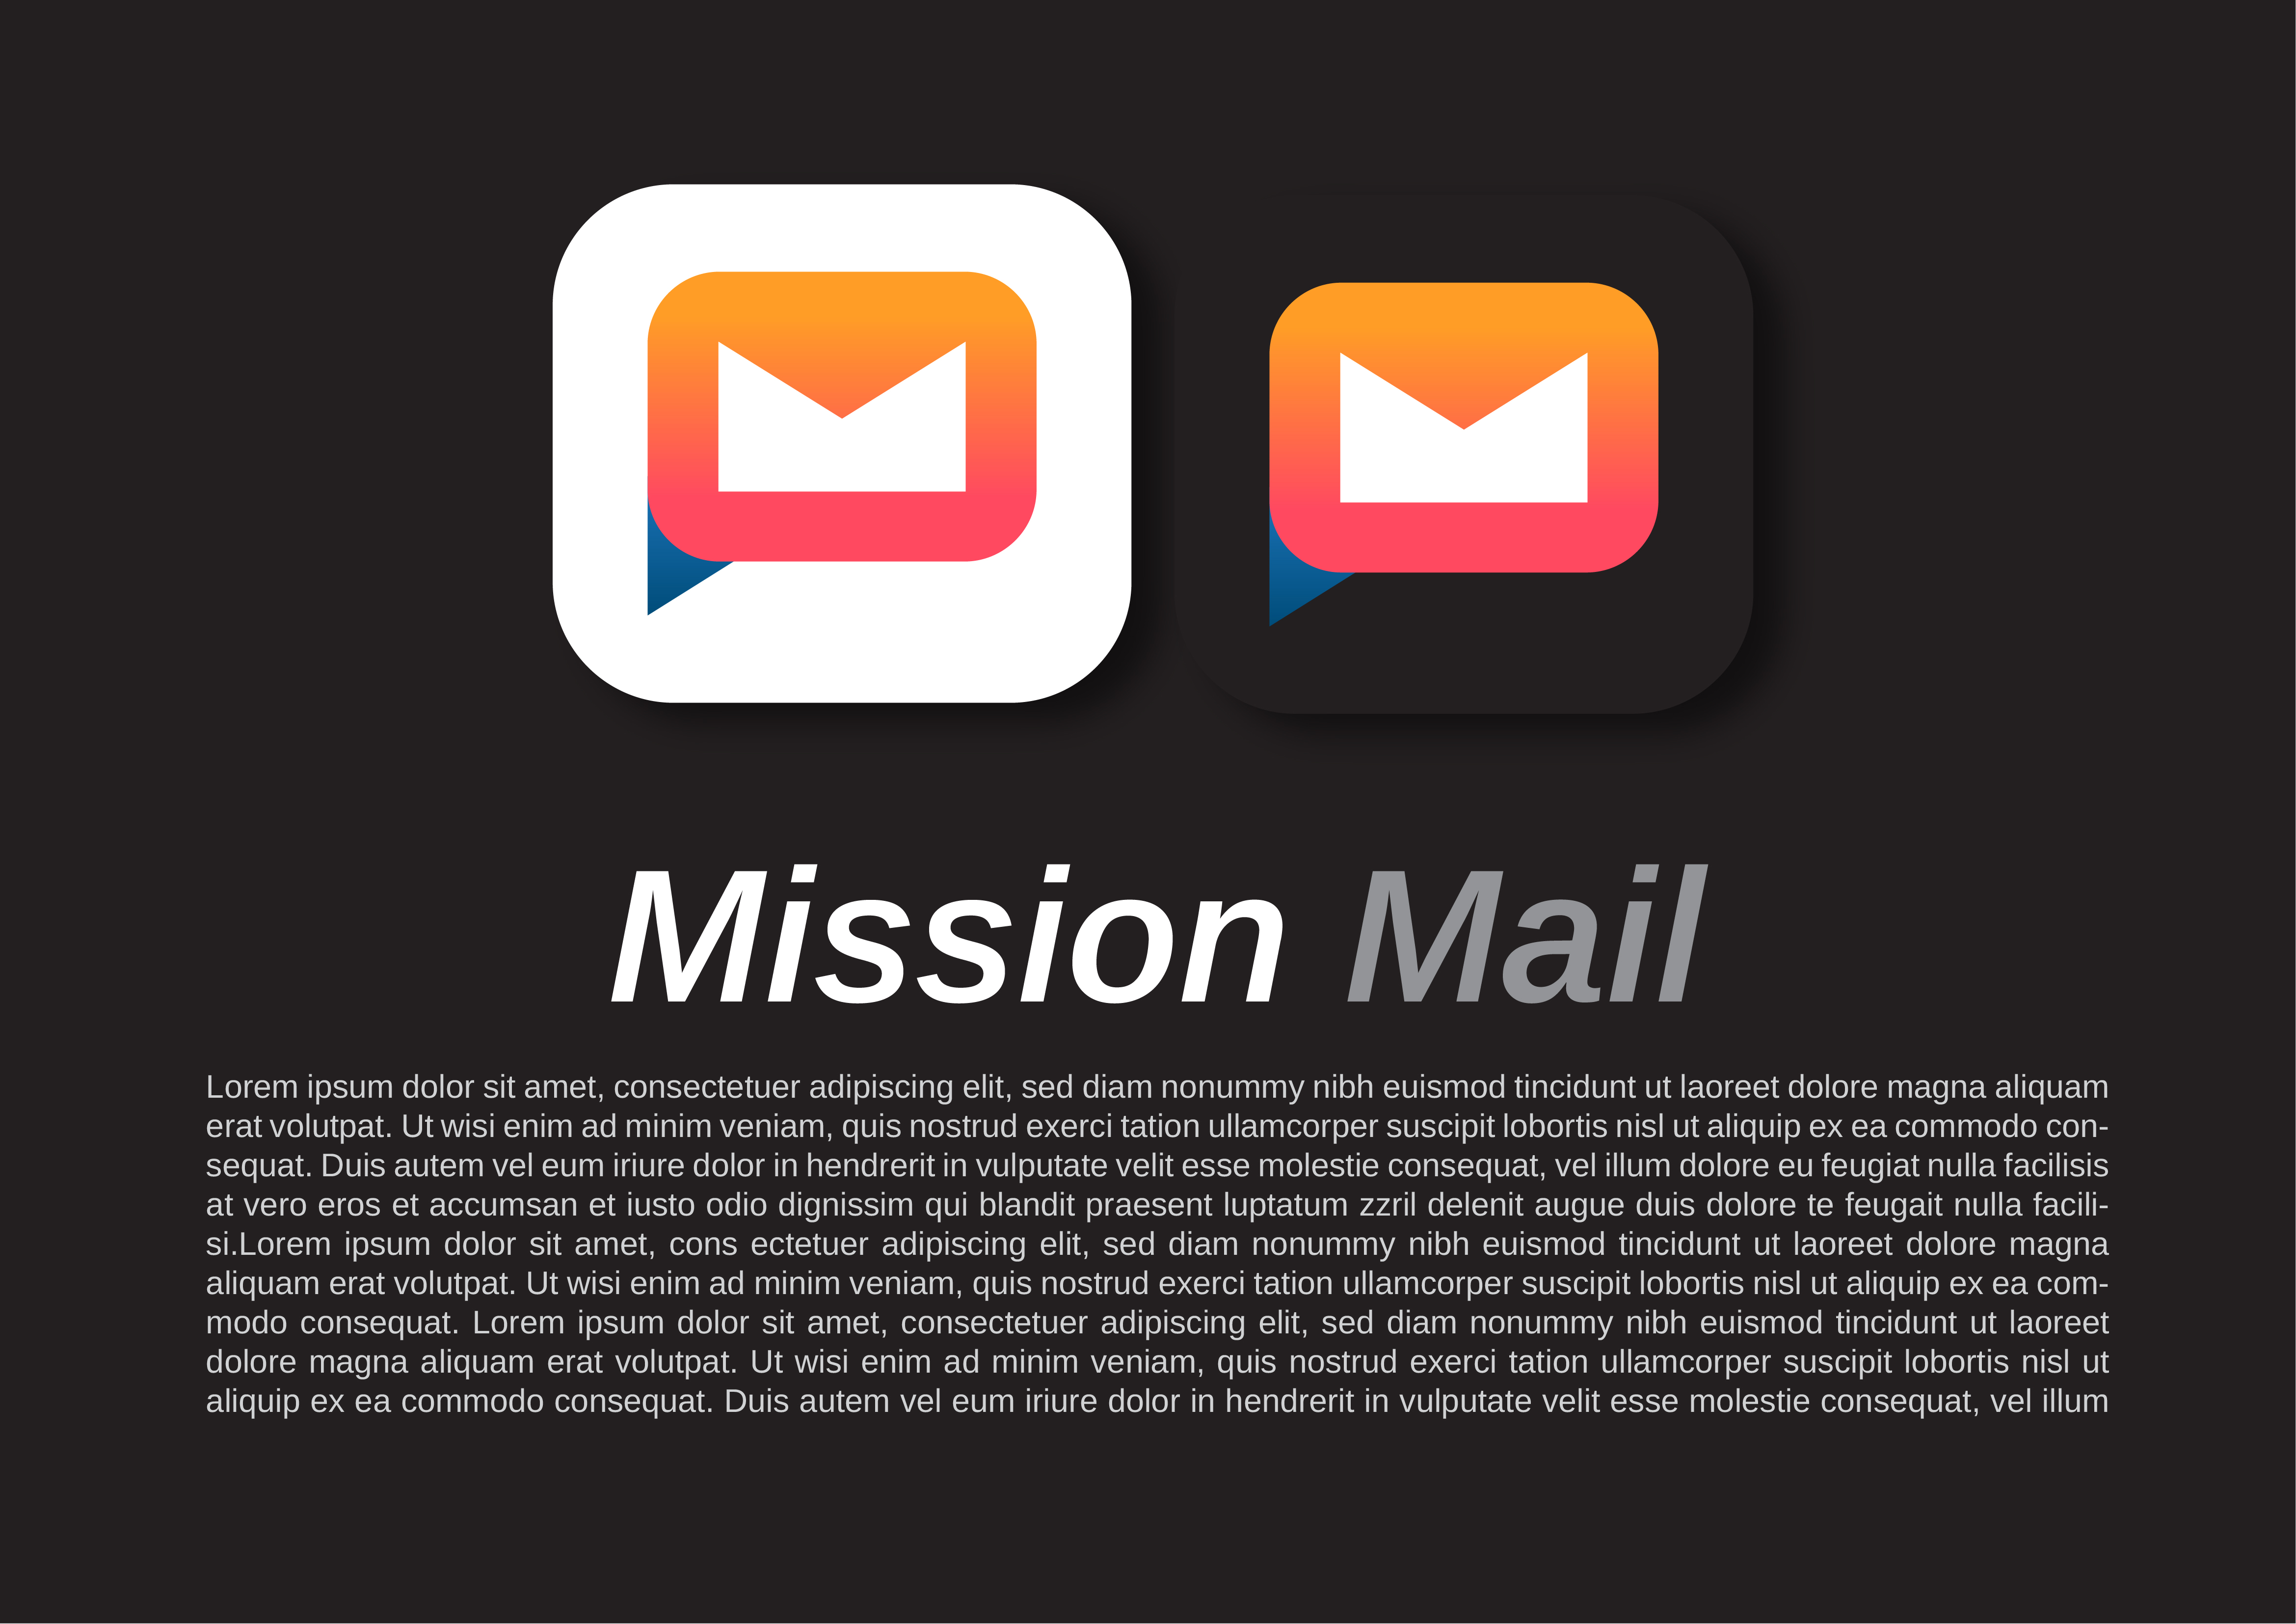 Mission Mail
Lorem ipsum dolor sit amet, consectetuer adipiscing elit, sed diam nonummy nibh euismod tincidunt ut laoreet dolore magna aliquam
erat volutpat. Ut wisi enim ad minim veniam, quis nostrud exerci tation ullamcorper suscipit lobortis nisl ut aliquip ex ea commodo con-
sequat. Duis autem vel eum iriure dolor in hendrerit in vulputate velit esse molestie consequat, vel illum dolore eu feugiat nulla facilisis
at vero eros et accumsan et iusto odio dignissim qui blandit praesent luptatum zzril delenit augue duis dolore te feugait nulla facili-
si.Lorem ipsum dolor sit amet, cons ectetuer adipiscing elit, sed diam nonummy nibh euismod tincidunt ut laoreet dolore magna
aliquam erat volutpat. Ut wisi enim ad minim veniam, quis nostrud exerci tation ullamcorper suscipit lobortis nisl ut aliquip ex ea com-
modo consequat. Lorem ipsum dolor sit amet, consectetuer adipiscing elit, sed diam nonummy nibh euismod tincidunt ut laoreet
dolore magna aliquam erat volutpat. Ut wisi enim ad minim veniam, quis nostrud exerci tation ullamcorper suscipit lobortis nisl ut
aliquip ex ea commodo consequat. Duis autem vel eum iriure dolor in hendrerit in vulputate velit esse molestie consequat, vel illum